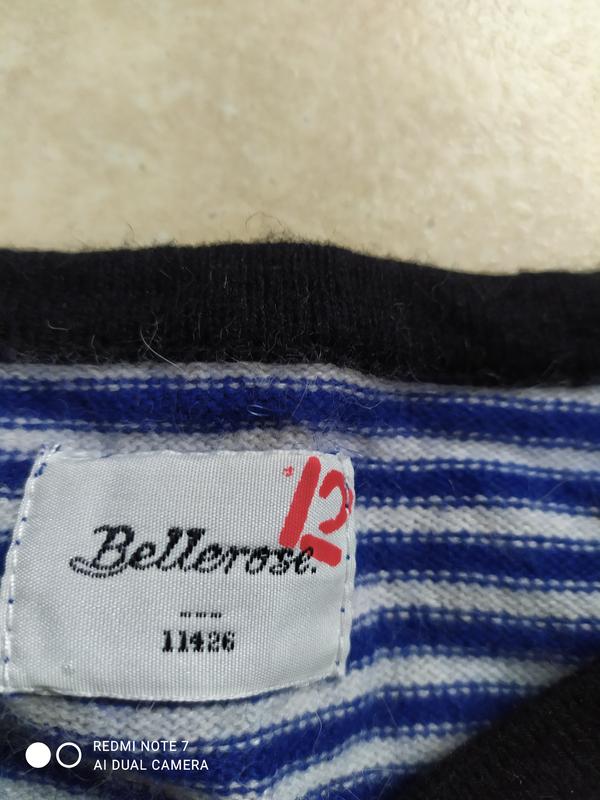 12
Bellerose.
11426
REDMI NOTE 7
AI DUAL CAMERA